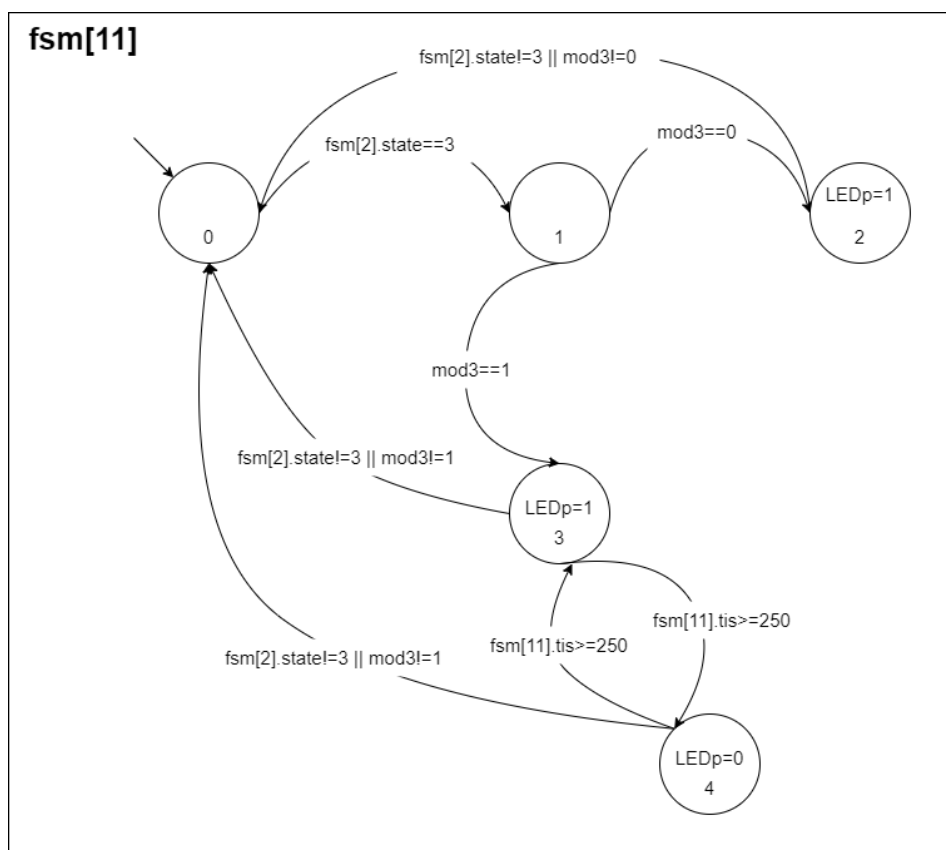 fsm[11]
fsm[2].state!=3 || mod3!=0
fsm[2].state==3
mod3==0
0
1
LEDp=1
2
mod3==1
fsm[2].state!=3 || mod3!=1
LEDp=1
3
fsm[11].tis>=250
fsm[11].tis>=250
fsm[2].state!=3 || mod3!=1
LEDp=0
4